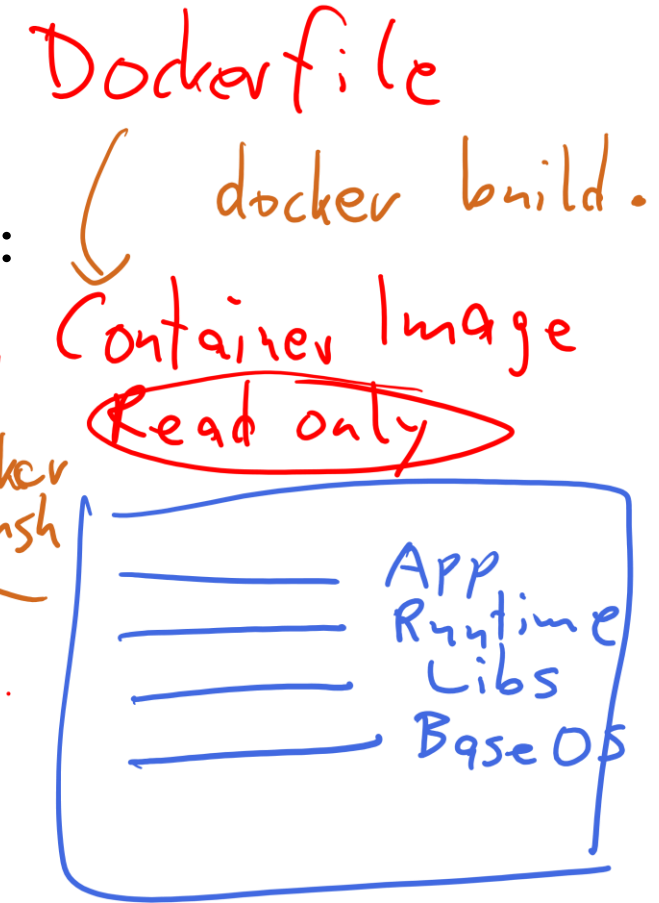 Dockerfile
docker build.
:
Container Image
Read only
App
Runtime
Libs
Base OS